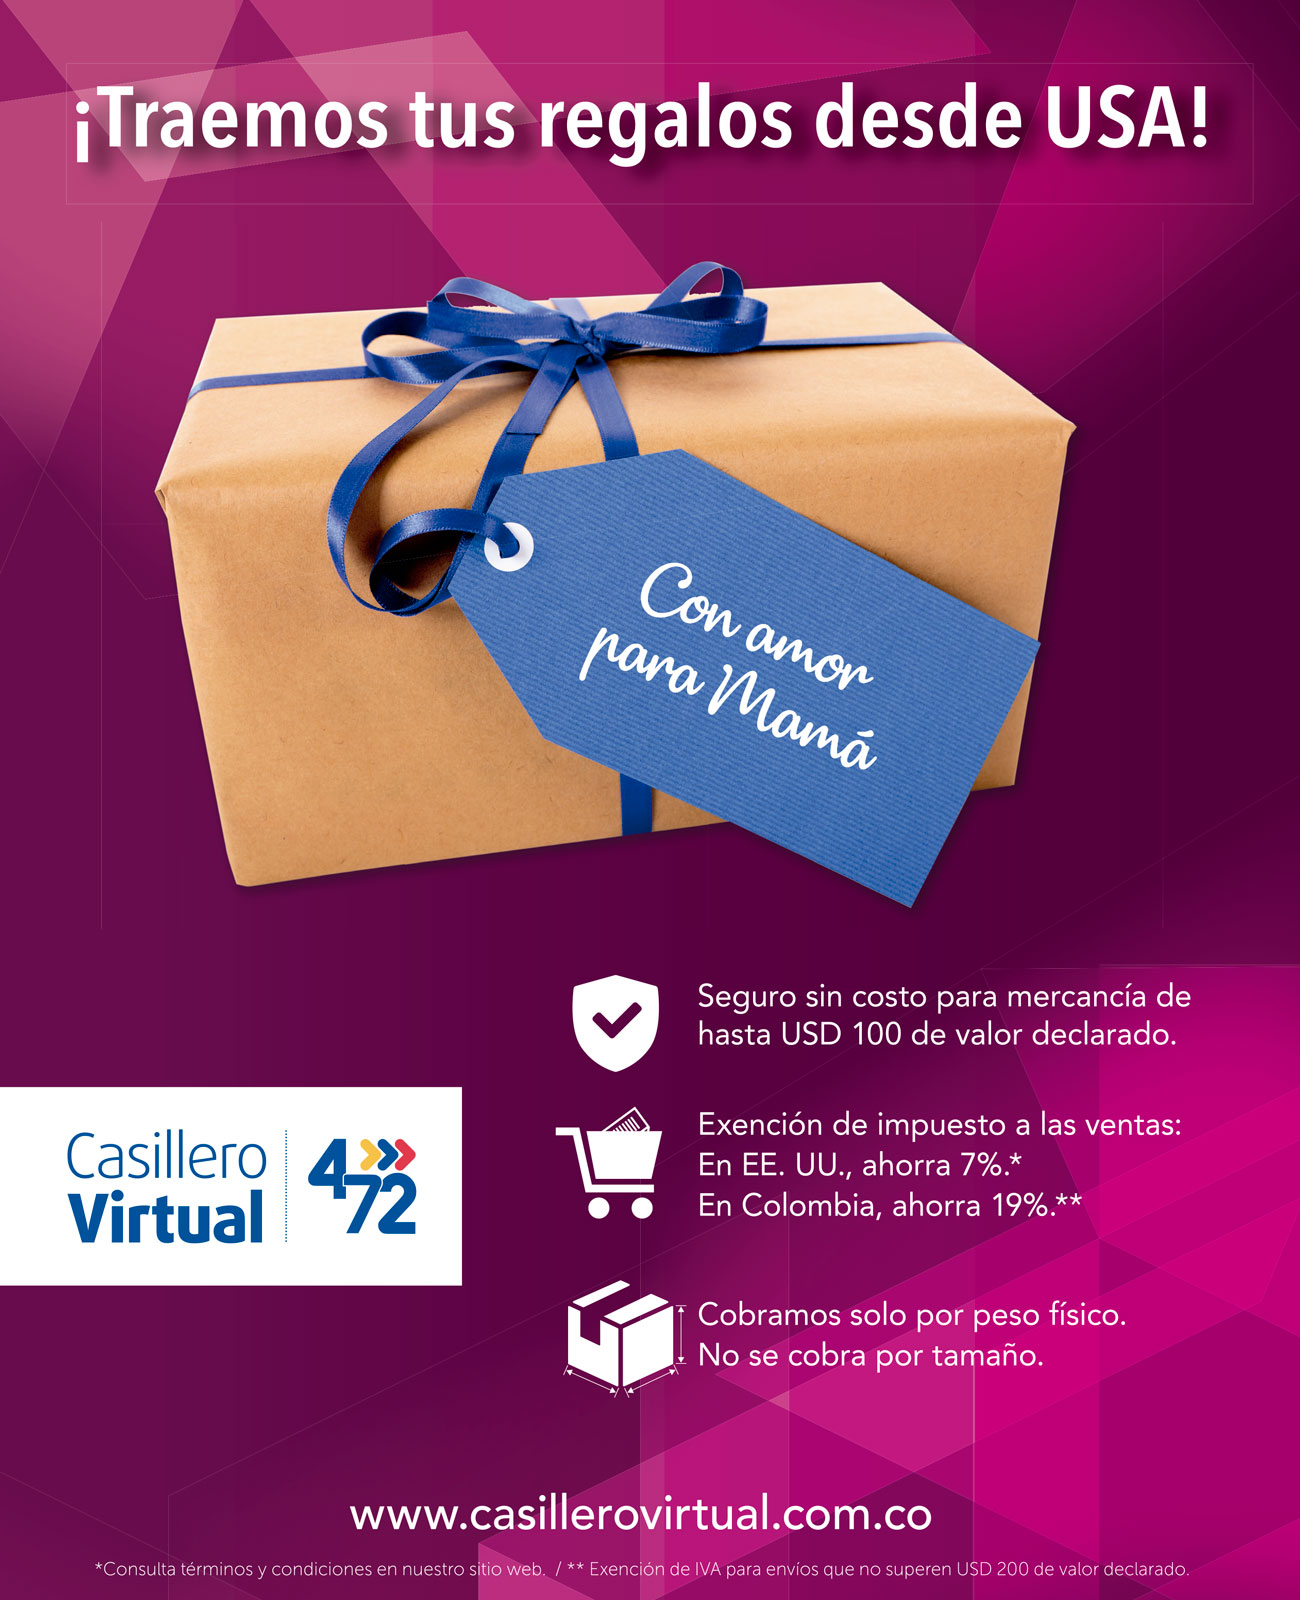 ¡Traemos tus regalos desde USA!
Con amor
para Mamá
Seguro sin costo para mercancía de
hasta USD 100 de valor declarado.
Exención de impuesto a las ventas:
En EE. UU., ahorra 7%.*
En Colombia, ahorra 19%.**
Casillero
Virtual
472
Cobramos solo por peso físico.
No se cobra por tamaño.
www.casillerovirtual.com.co
*Consulta términos y condiciones en nuestro sitio web. / ** Exención de IVA para envíos que no superen USD 200 de valor declarado.